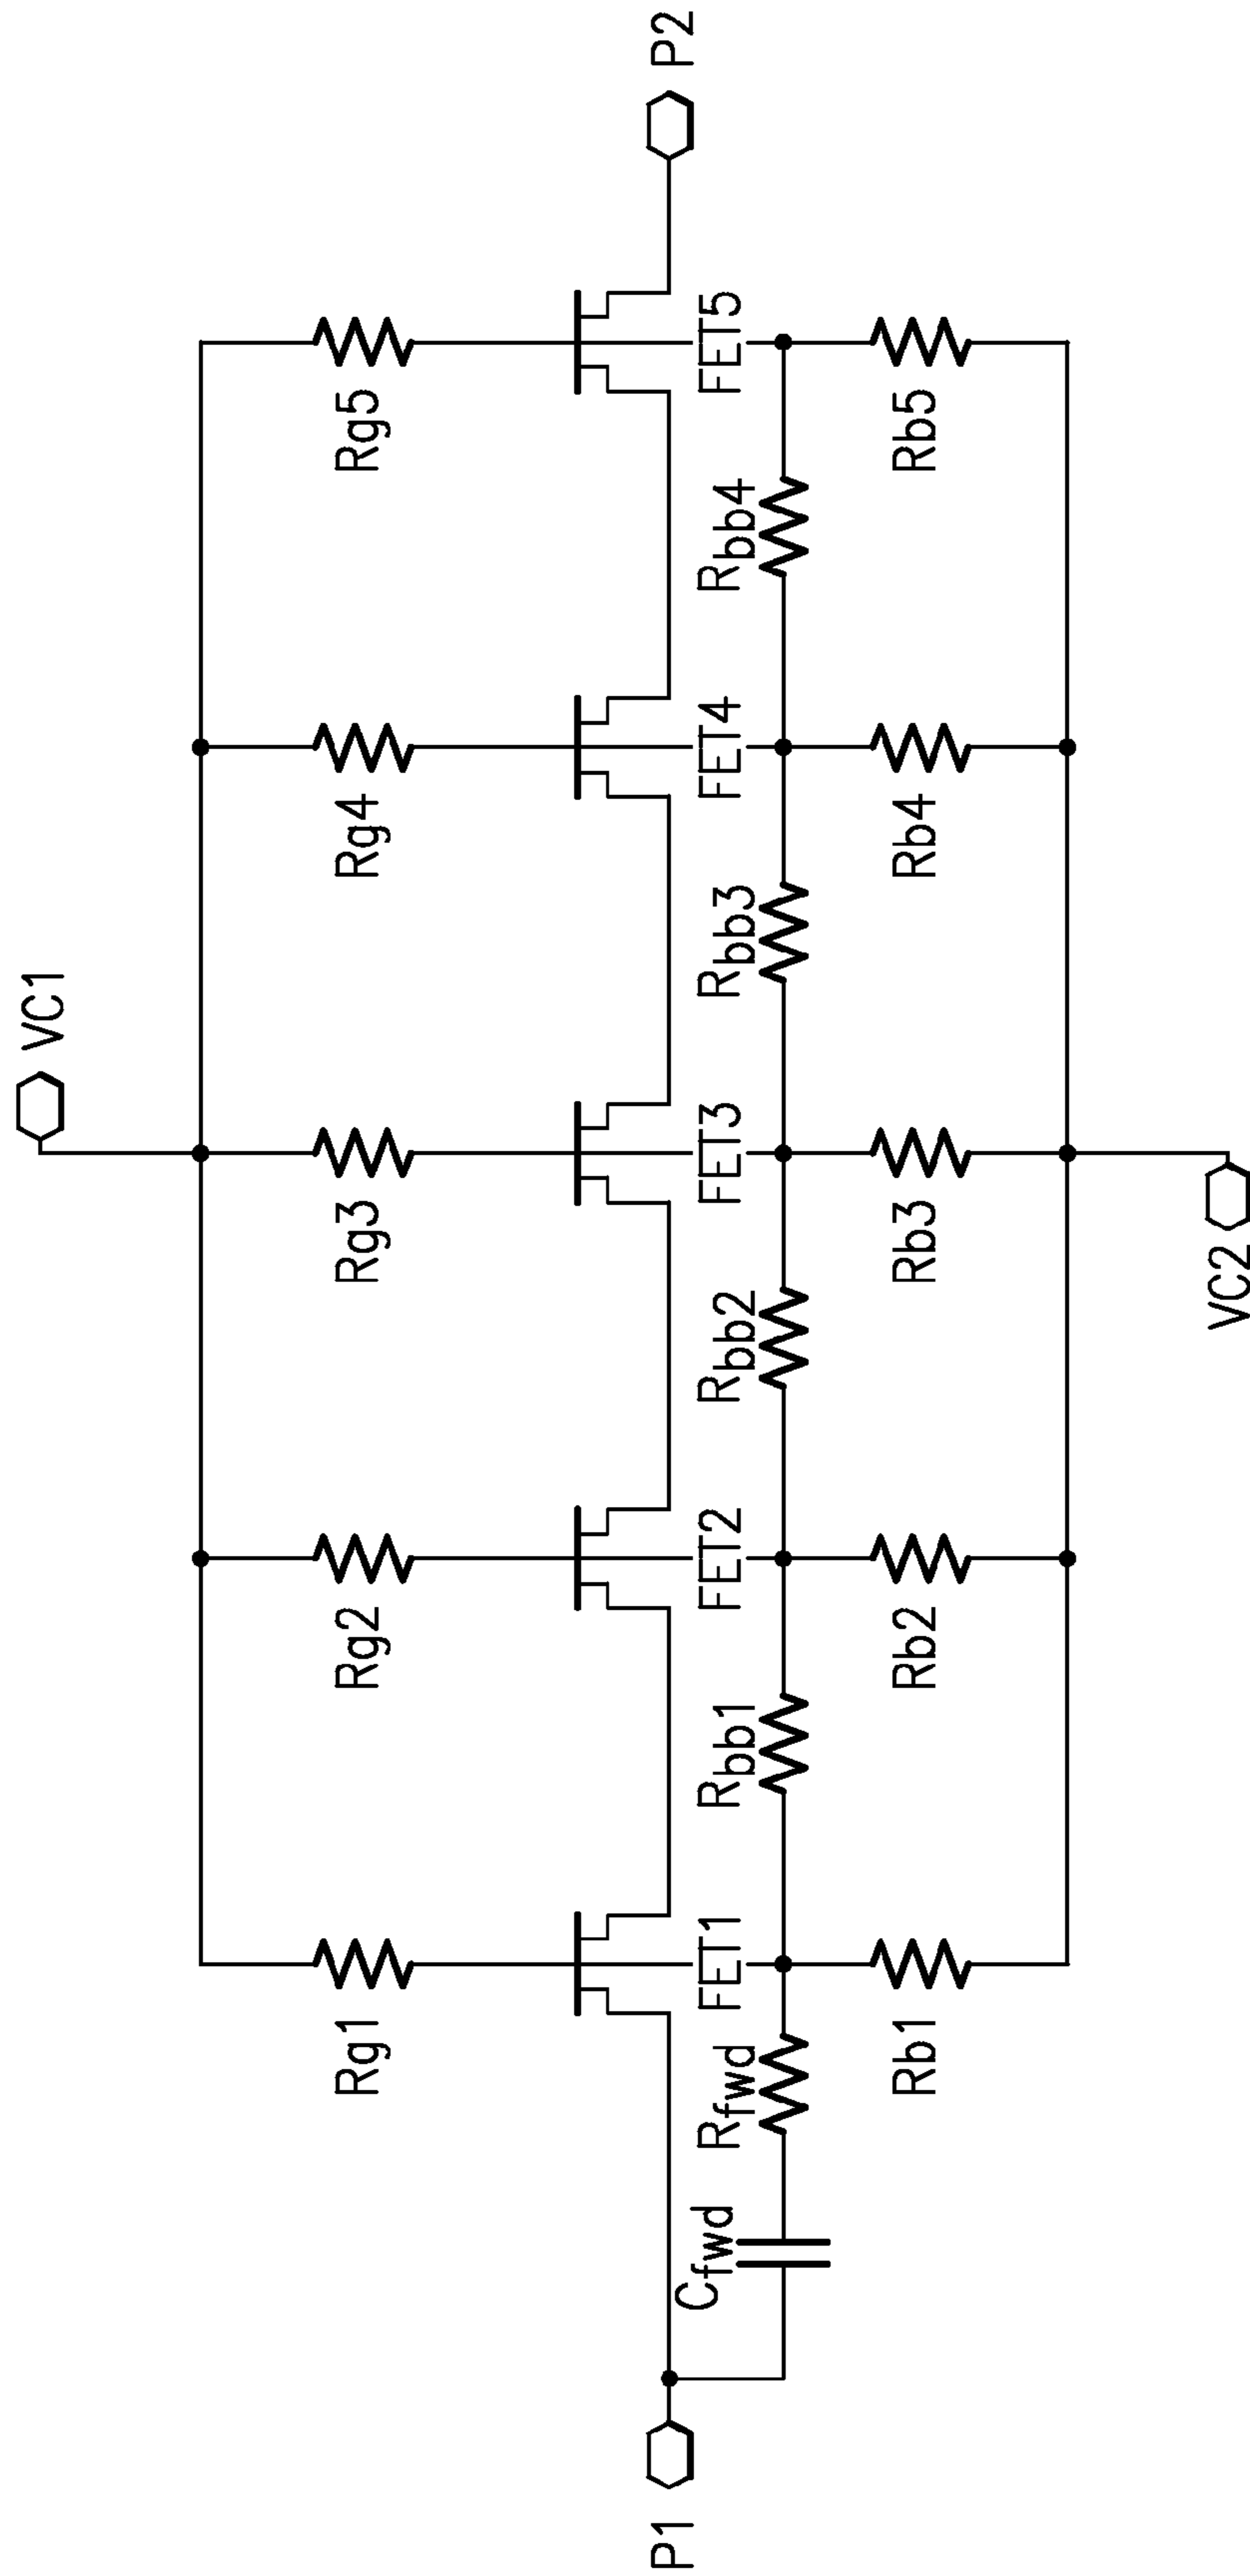 VC1
Rg1
Rg2
Rg3
Rg4
Rg5
P1
P2
FET1
FET2
FET3
FET4
FET5
Cfwd
Rfwd
Rbb1
Rbb2
Rbb3
Rbb4
Rb1
Rb2
Rb3
Rb4
Rb5
VC2